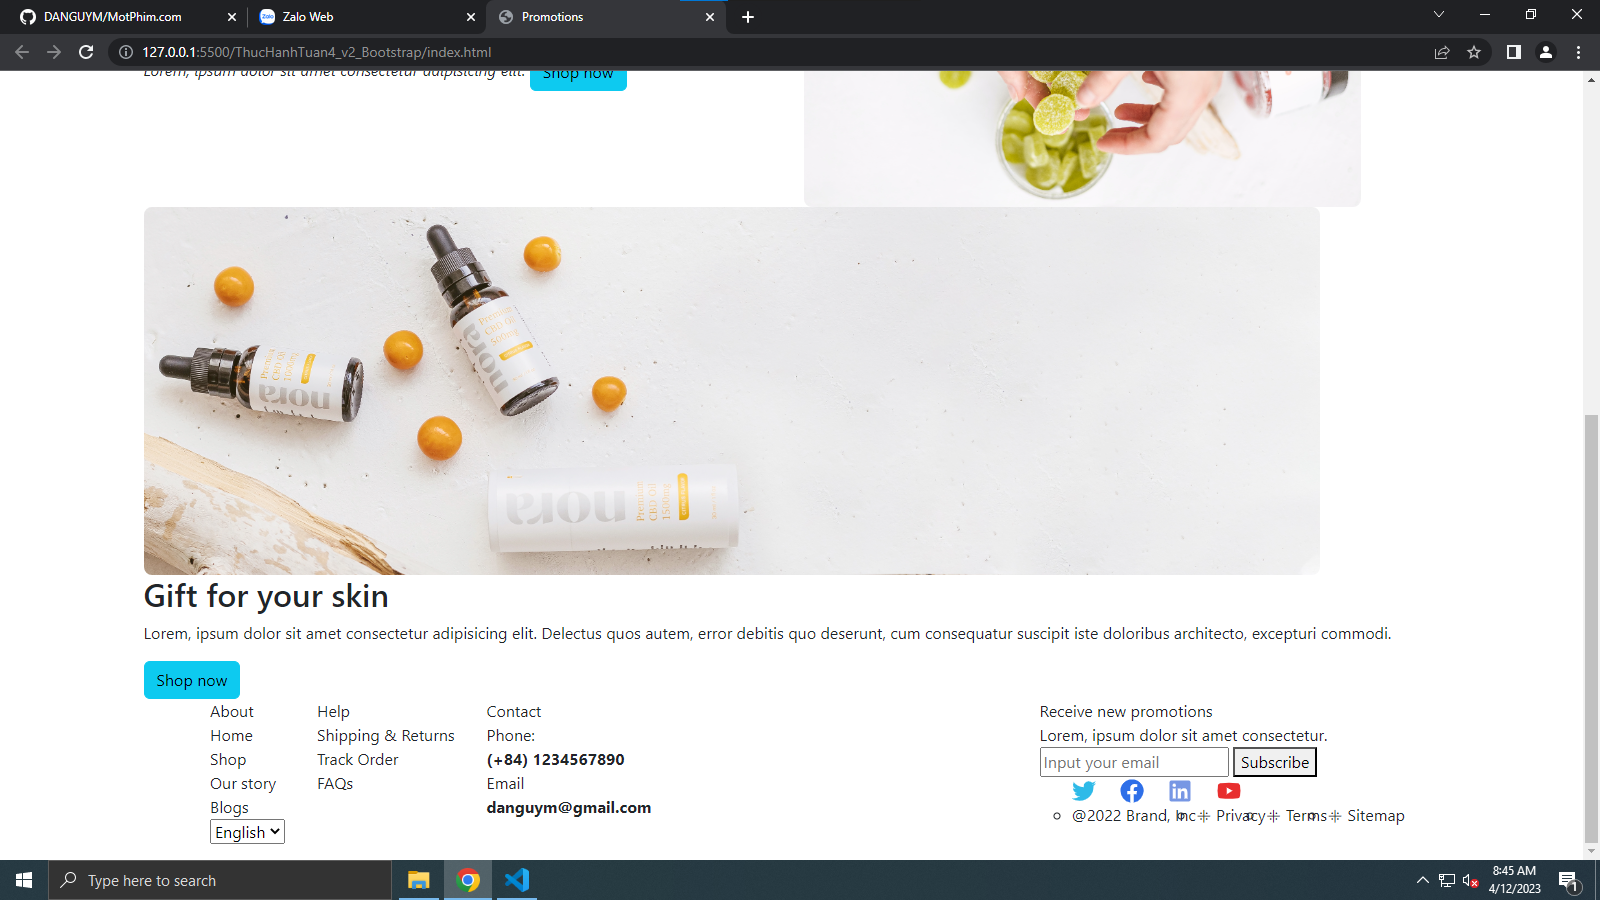 DANGUYM/MotPhim.com
Zalo Web
Promotions
127.0.0.1:5500/ThucHanhTuan4_v2_Bootstrap/index.html
Lorem, ipsum dolor sit amet consectetur adipisicing elit. Shop now
Premium
CBD Oil
500mg
nora
Premium
CBD Oil
1000mg
nora
nora
Premium
CBD Oil
1500mg
Gift for your skin
Lorem, ipsum dolor sit amet consectetur adipisicing elit. Delectus quos autem, error debitis quo deserunt, cum consequatur suscipit iste doloribus architecto, excepturi commodi.
Shop now
About
Home
Shop
Our story
Blogs
English
Help
Shipping & Returns
Track Order
FAQs
Contact
Phone:
(+84) 1234567890
Email
danguym@gmail.com
Receive new promotions
Lorem, ipsum dolor sit amet consectetur.
Input your email Subscribe
@2022 Brand, Inc Privacy Terms Sitemap
Type here to search
8:45 AM
4/12/2023
1